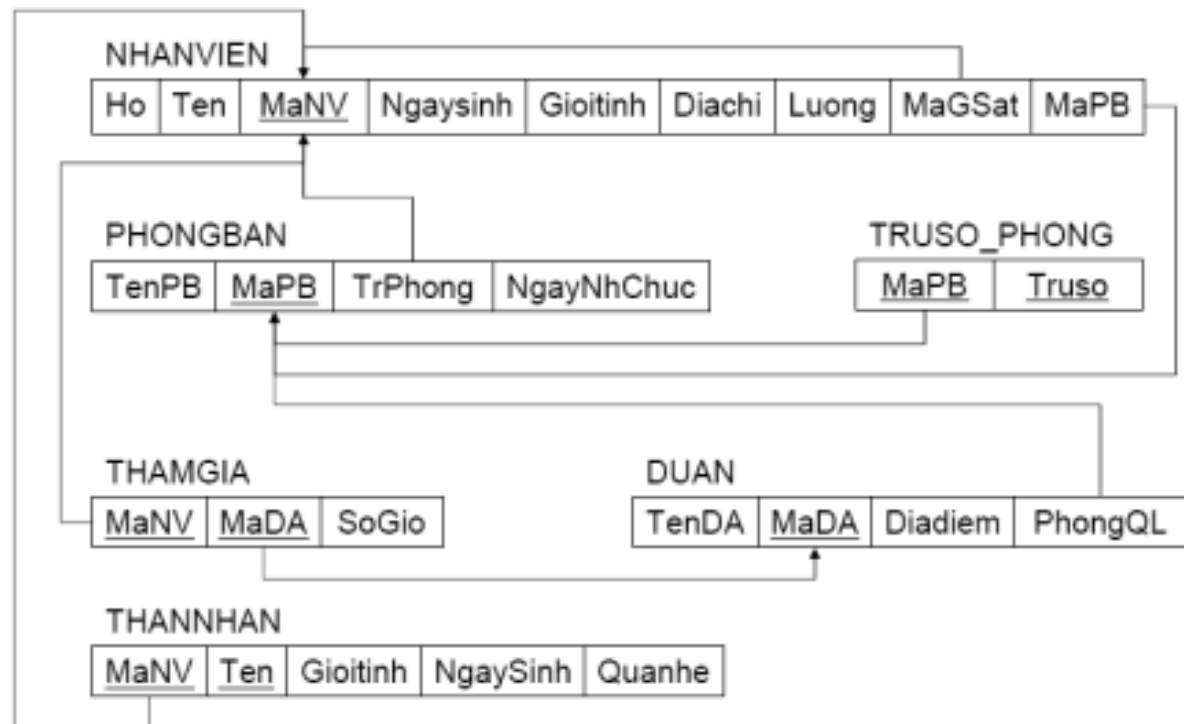 NHANVIEN
Ho Ten MaNV Ngaysinh Gioitinh Diachi Luong MaGSat MaPB
PHONGBAN
TenPB MaPB TrPhong NgayNhChuc
TRUSO_PHONG
MaPB Truso
THAMGIA
MaNV MaDA SoGio
DUAN
TenDA MaDA Diadiem PhongQL
THANNHAN
MaNV Ten Gioitinh NgaySinh Quanhe